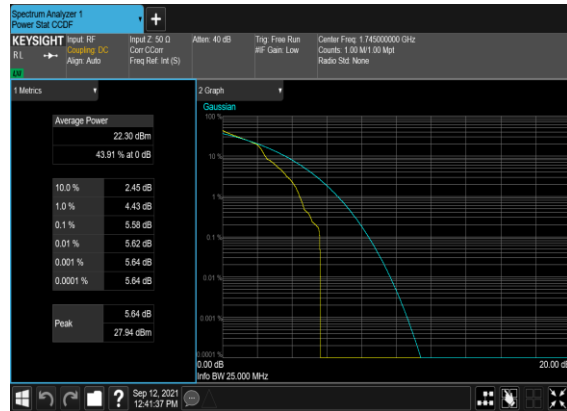 Spectrum Analyzer 1
Power Stat CCDF
+
KEYSIGHT
Input: RF
Coupling: DC
Align: Auto
Input Z: 50 Ω
Corr CCorr
Freq Ref: Int (S)
Atten: 40 dB
Trig: Free Run
#IF Gain: Low
Center Freq: 1.745000000 GHz
Counts: 1.00 M/1.00 Mpt
Radio Std: None
R L
1 Metrics
Average Power
22.30 dBm
43.91 % at 0 dB
10.0 % 2.45 dB
1.0 % 4.43 dB
0.1 % 5.58 dB
0.01 % 5.62 dB
0.001 % 5.64 dB
0.0001 % 5.64 dB
Peak
5.64 dB
27.94 dBm
2 Graph
Gaussian
100 %
10 %
1 %
0.1 %
0.01 %
0.001 %
0.0001 %
0.00 dB
20.00 dB
Info BW 25.000 MHz
?
Sep 12, 2021
12:41:37 PM